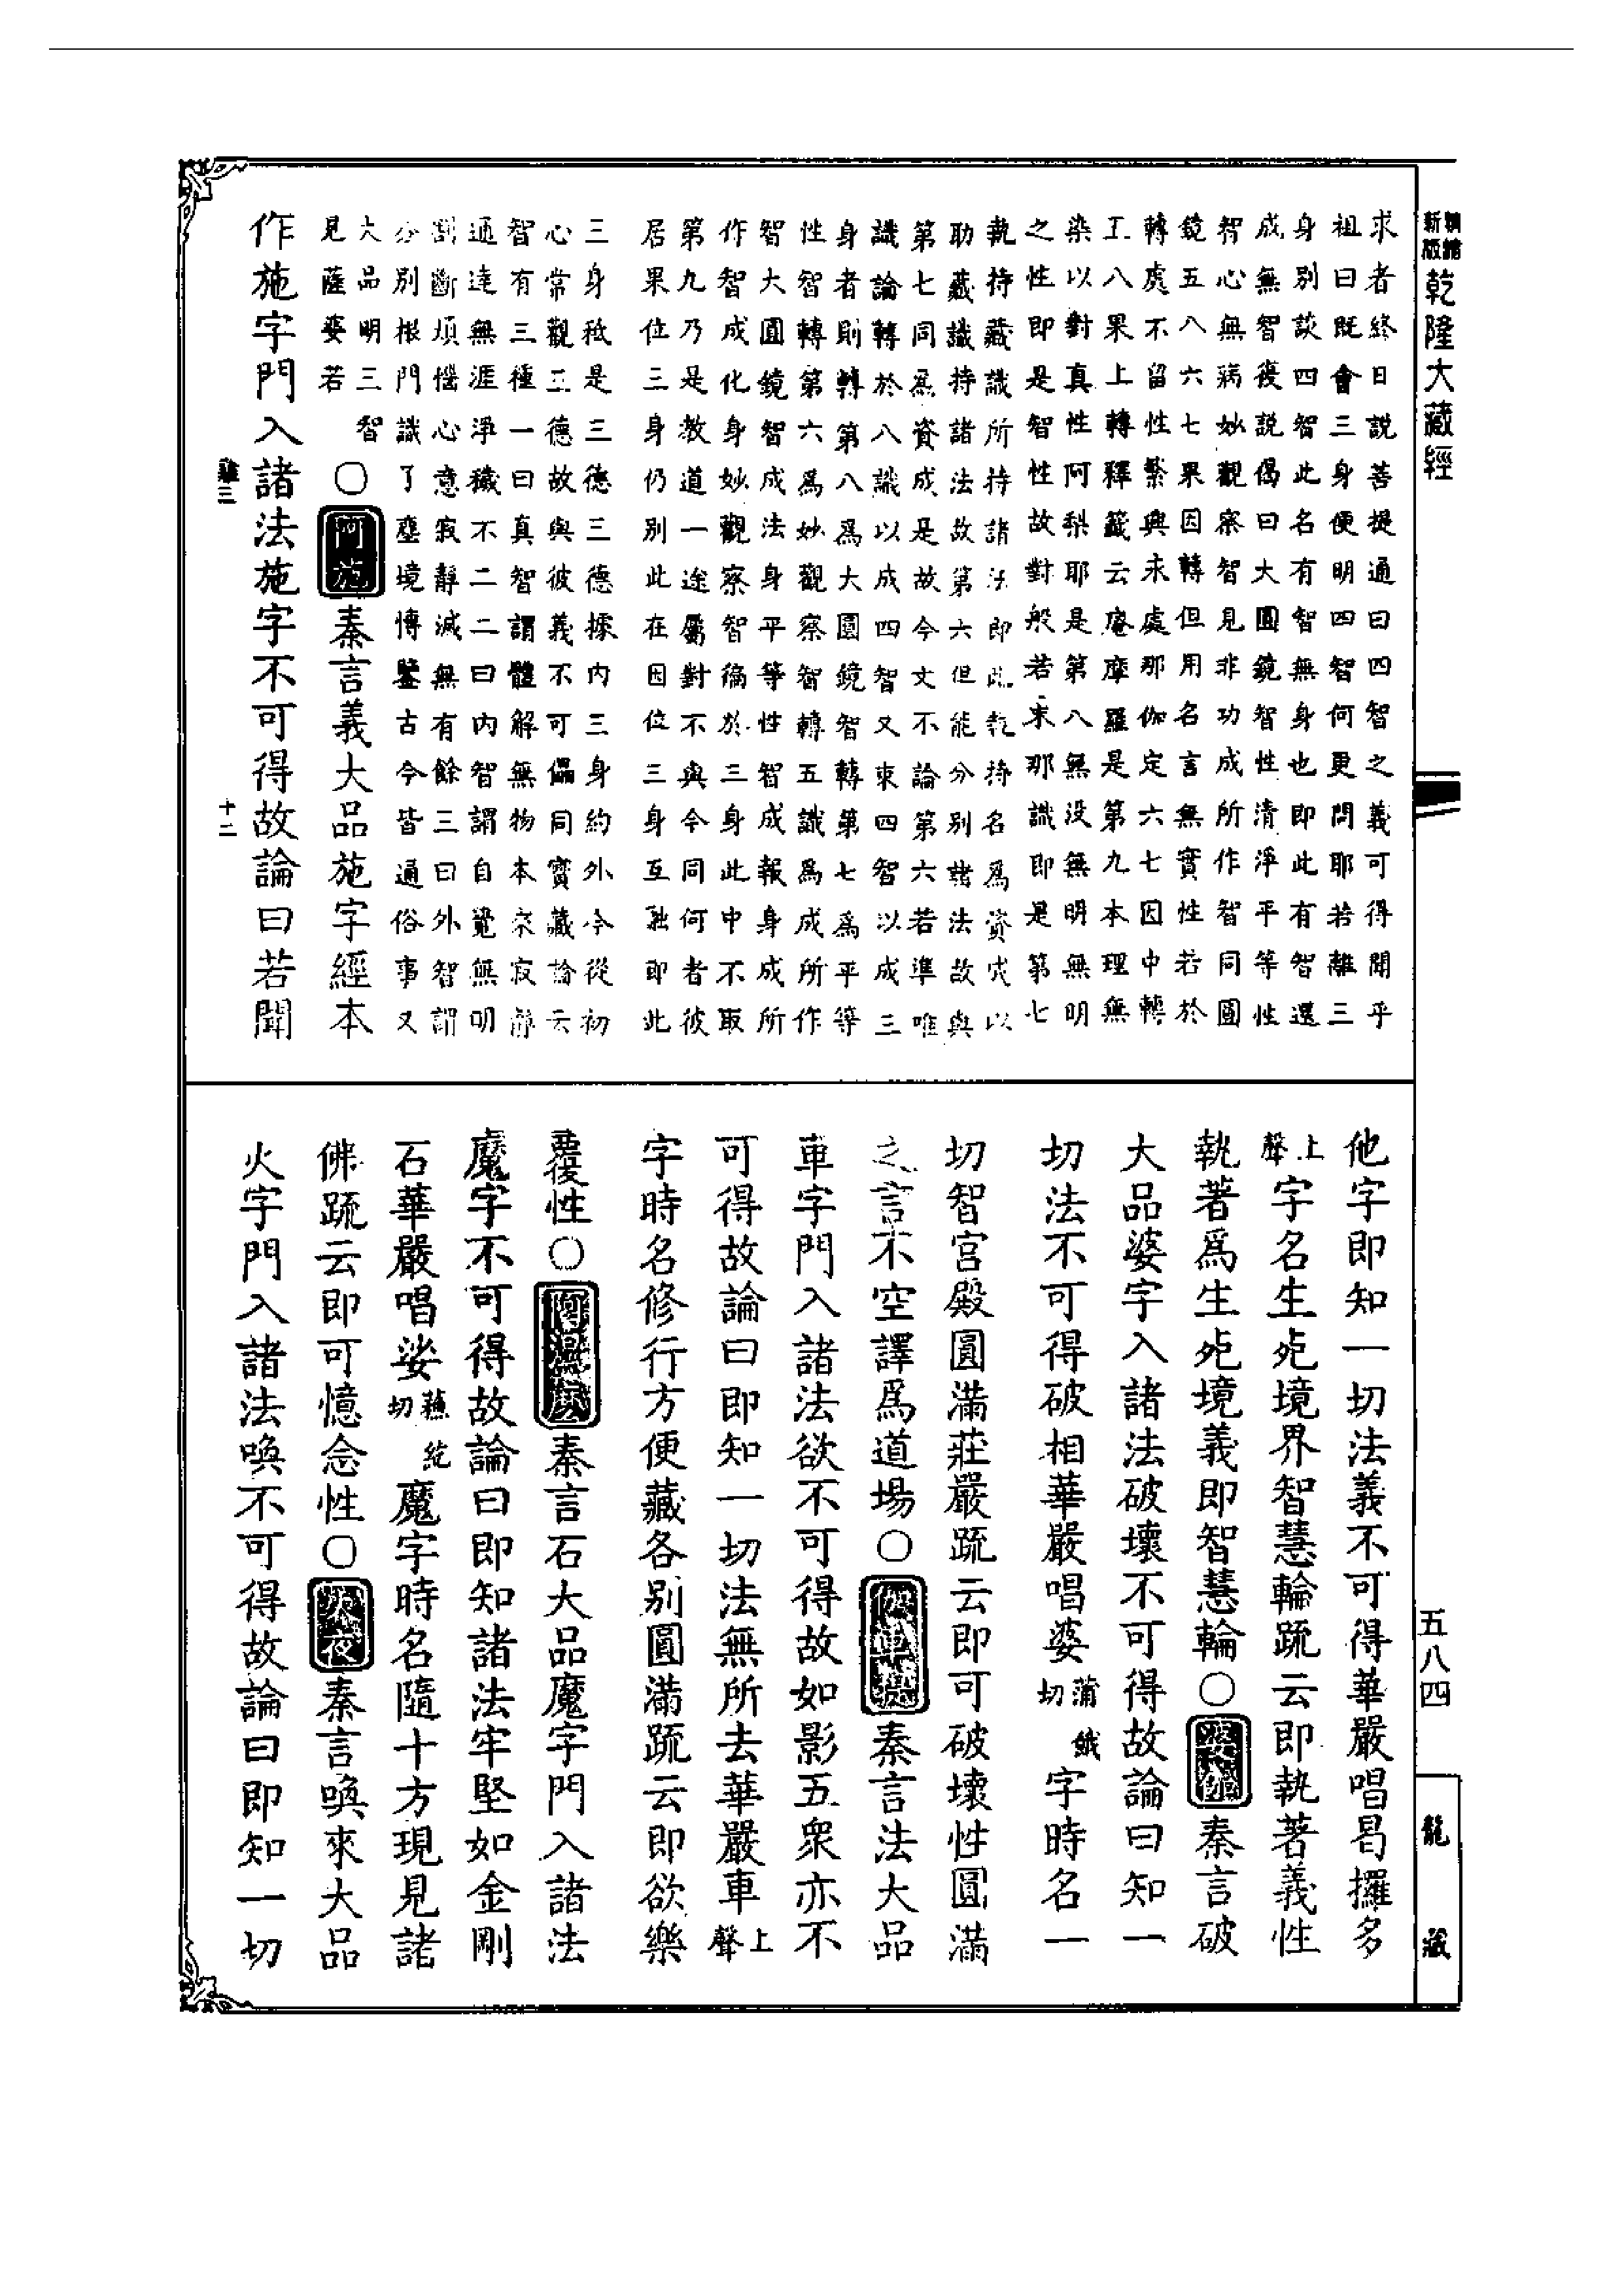 精緻新版乾隆大藏經
求者終日說菩提通曰四智之義可得聞乎
祖曰既會三身便明四智何更問耶若離三
身別談四智此名有智無身也即此有智還
成無智復說偈曰大圓鏡智性清淨平等性
智心無病妙觀察智見非功成所作智同圓
鏡五八六七果因轉但用名言無實性若於
轉處不留性繁興永處那伽定六七因中轉
五八果上轉釋籤云庵摩羅是第九本理無
染以對真性阿梨耶是第八無没無明無明
之性即是智性故對般若末那識即是第七
執持藏識所持諸法即此執持名為資六以
助藏識持諸法故第六但能分別諸法故與
第七同為資成是故今文不論第六若準唯
識論轉於八識以成四智又束四智以成三
身者則轉第八為大圓鏡智轉第七為平等
性智轉第六為妙觀察智轉五識為成所作
智大圓鏡智成法身平等性智成報身成所
作智成化身妙觀察智徧於三身此中不取
第九乃是教道一途屬對不與今同何者彼
居果位三身仍別此在因位三身互融即此
三身秖是三德三德據內三身約外今從初
心常觀三德故與彼義不可儱同寶藏論云
智有三種一曰真智謂體解無物本來寂靜
通達無涯淨穢不二二曰内智謂自覺無明
割斷煩惱心意寂靜滅無有餘三曰外智謂
分別根門識了塵境博鑒古今皆通俗事又
大品明三智
見薩婆若
○阿施秦言義大品施字經本
作施字門入諸法施字不可得故論曰若聞
難三 十二
他字即知一切法義不可得華嚴唱曷攞多
上聲字名生死境界智慧輪疏云即執著義性
執著為生死境義即智慧輪○婆伽秦言破
大品婆字入諸法破壞不可得故論曰知一
切法不可得破相華嚴唱婆蒲餓切字時名一
切智宮殿圓滿莊嚴疏云即可破壞性圓滿
之言不空譯為道場○伽車提秦言法大品
車字門入諸法欲不可得故如影五衆亦不
可得故論曰即知一切法無所去華嚴車上聲
字時名修行方便藏各別圓滿疏云即欲樂
覆性○阿濕麼秦言石大品魔字門入諸法
魔字不可得故論曰即知諸法牢堅如金剛
石華嚴唱娑蘇紇切魔字時名隨十方現見諸
佛疏云即可憶念性○火夜秦言喚來大品
火字門入諸法喚不可得故論曰即知一切
五八四
龍藏